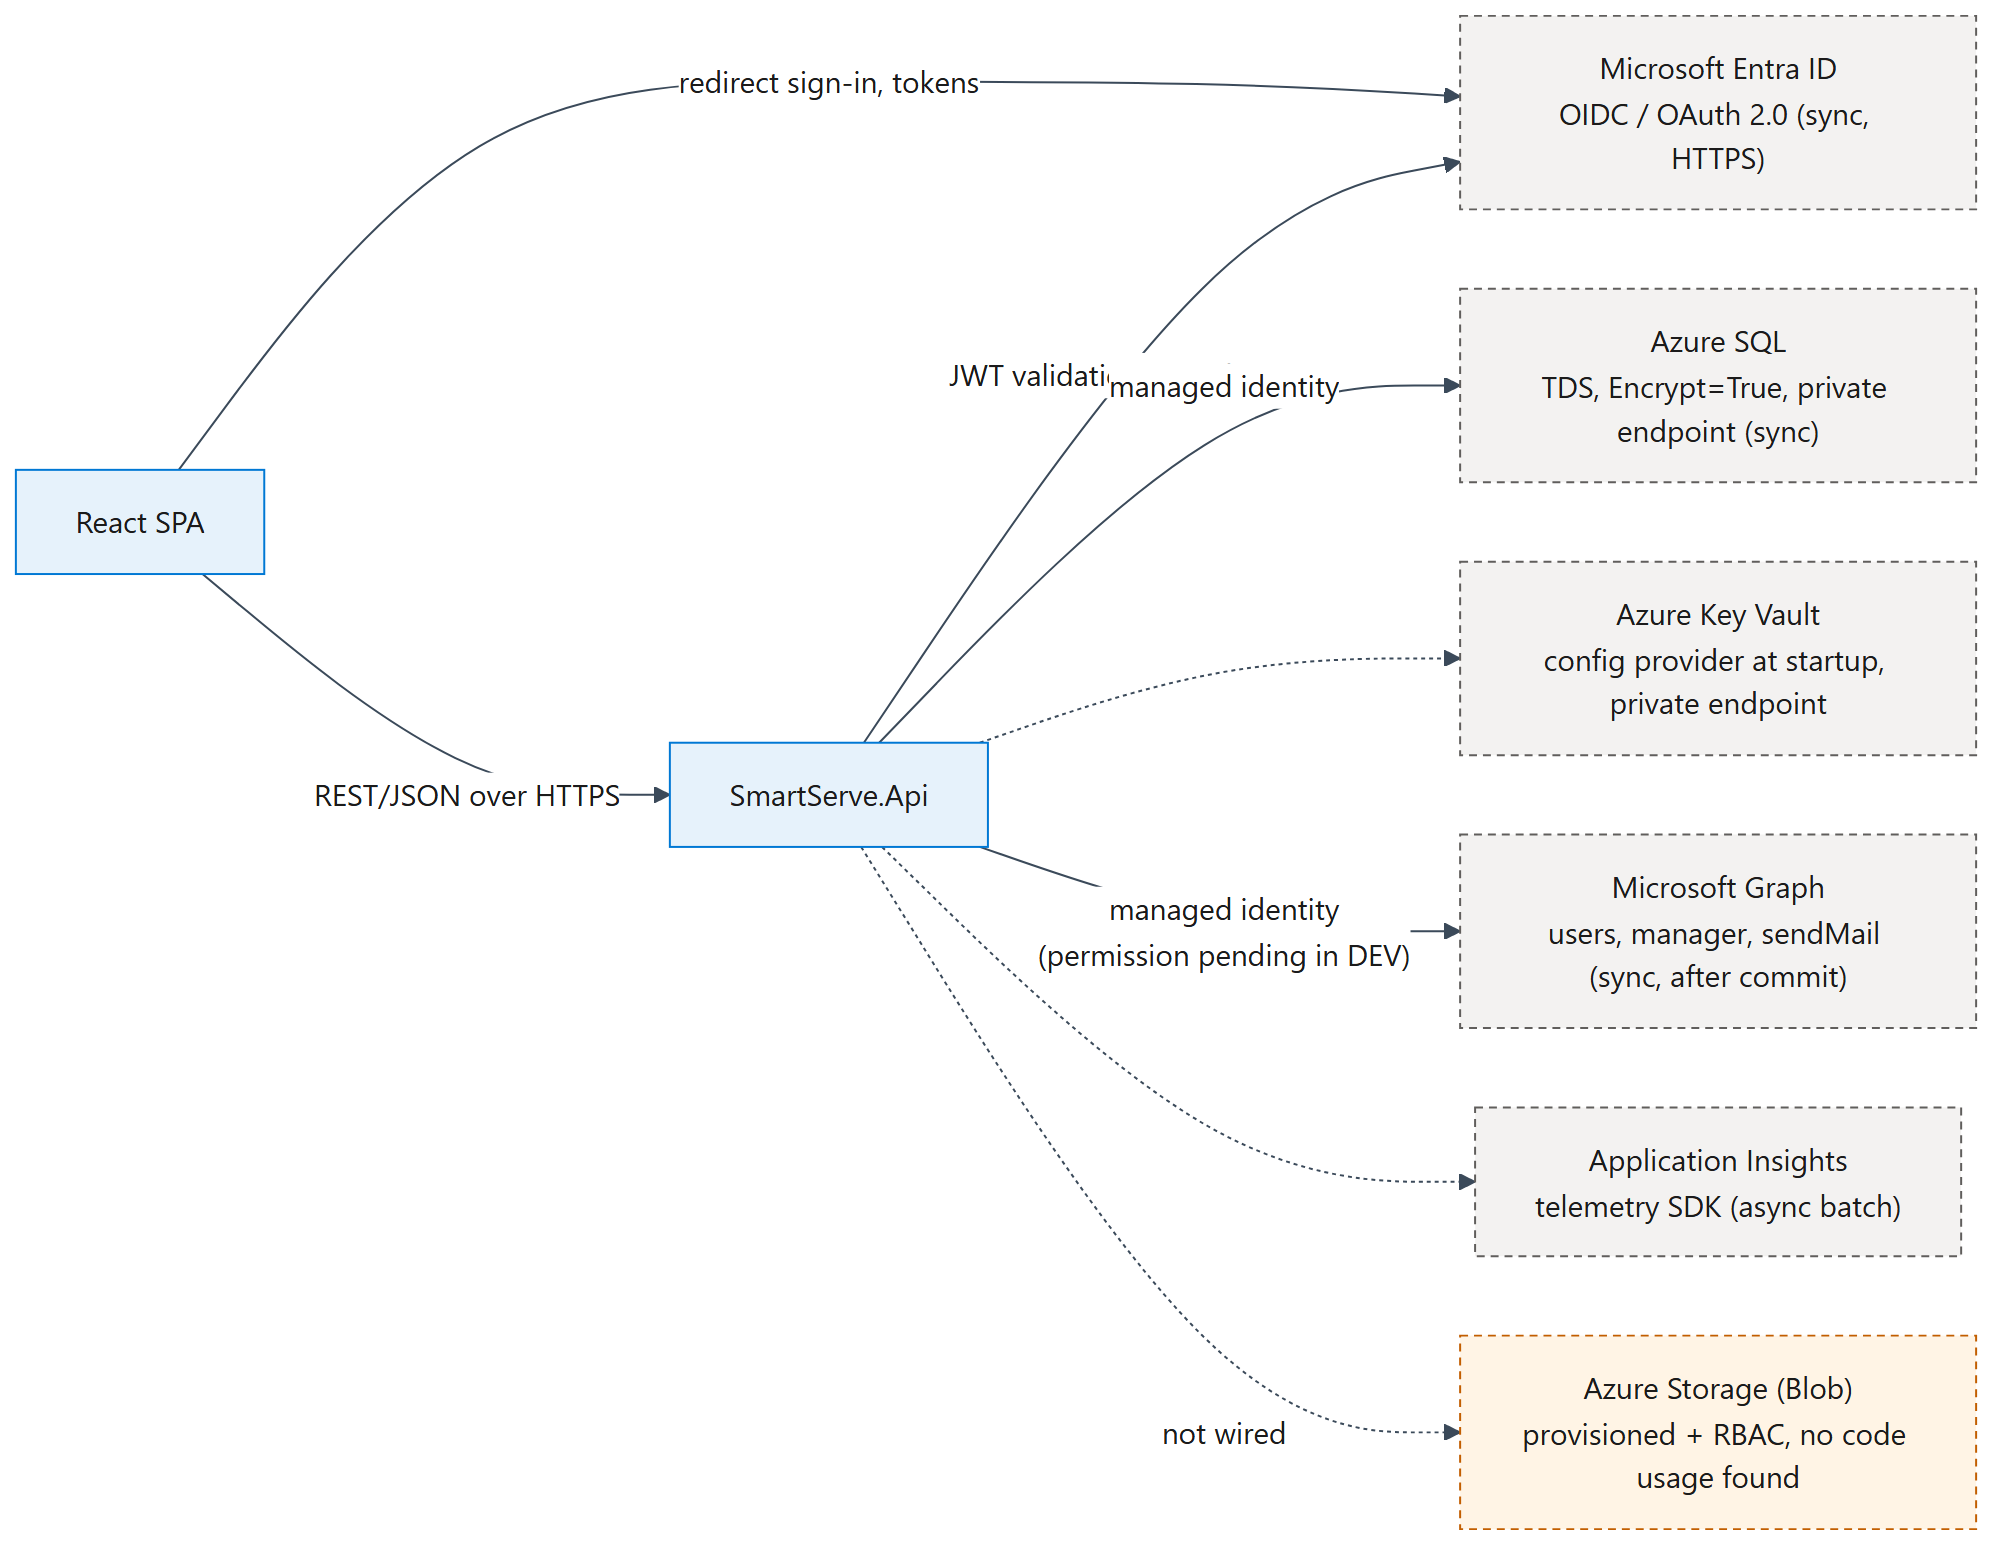 redirect sign-in, tokens
Microsoft Entra ID
OIDC / OAuth 2.0 (sync,
HTTPS)
JWT
managed identity
Azure SQL
TDS, Encrypt=True, private
endpoint (sync)
React SPA
Azure Key Vault
config provider at startup,
private endpoint
REST/JSON over HTTPS
SmartServe.Api
managed identity
(permission pending in DEV)
Microsoft Graph
users, manager, sendMail
(sync, after commit)
Application Insights
telemetry SDK (async batch)
not wired
Azure Storage (Blob)
provisioned + RBAC, no code
usage found